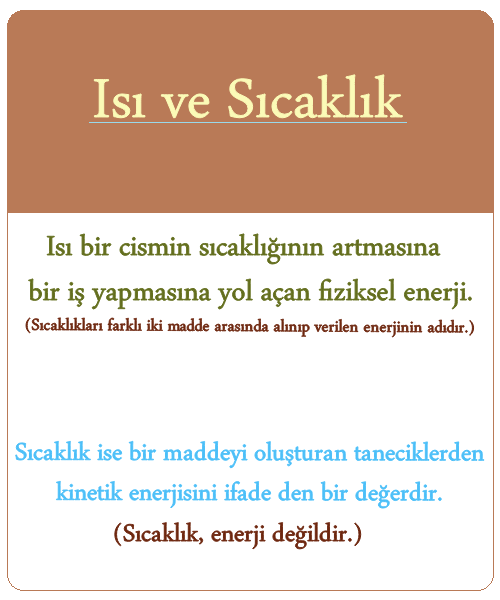 Isı ve Sıcaklık
Isı bir cismin sıcaklığının artmasına
bir iş yapmasına yol açan fiziksel enerji.
(Sıcaklıkları farklı iki madde arasında alınıp verilen enerjinin adıdır.)
Sıcaklık ise bir maddeyi oluşturan taneciklerden
kinetik enerjisini ifade den bir değerdir.
(Sıcaklık, enerji değildir.)